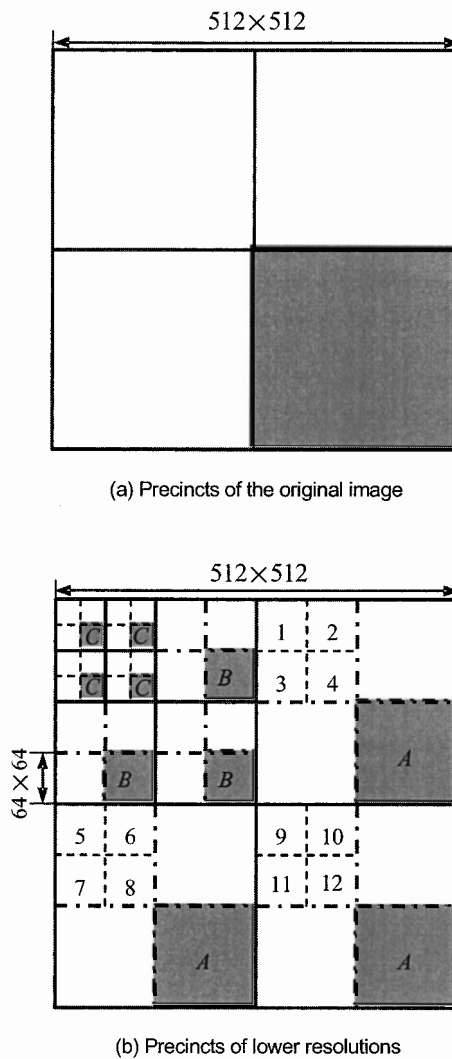 512×512
(a) Precincts of the original image
512×512
C C 1 2
C C B 3 4
64×64
B B A
5 6 9 10
7 8 11 12
A A
(b) Precincts of lower resolutions